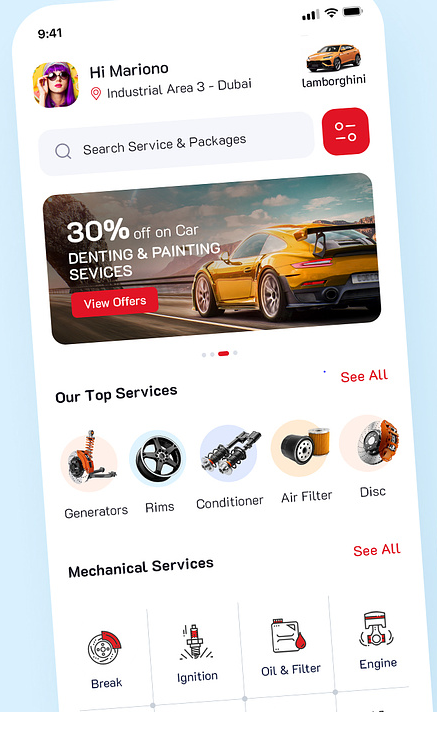 9:41
Hi Mariono
Industrial Area 3 - Dubai
lamborghini
Search Service & Packages
30% off on Car
DENTING & PAINTING
SEVICES
View Offers
Our Top Services
See All
Generators
Rims
Conditioner
Air Filter
Disc
Mechanical Services
See All
Break
Ignition
Oil & Filter
Engine